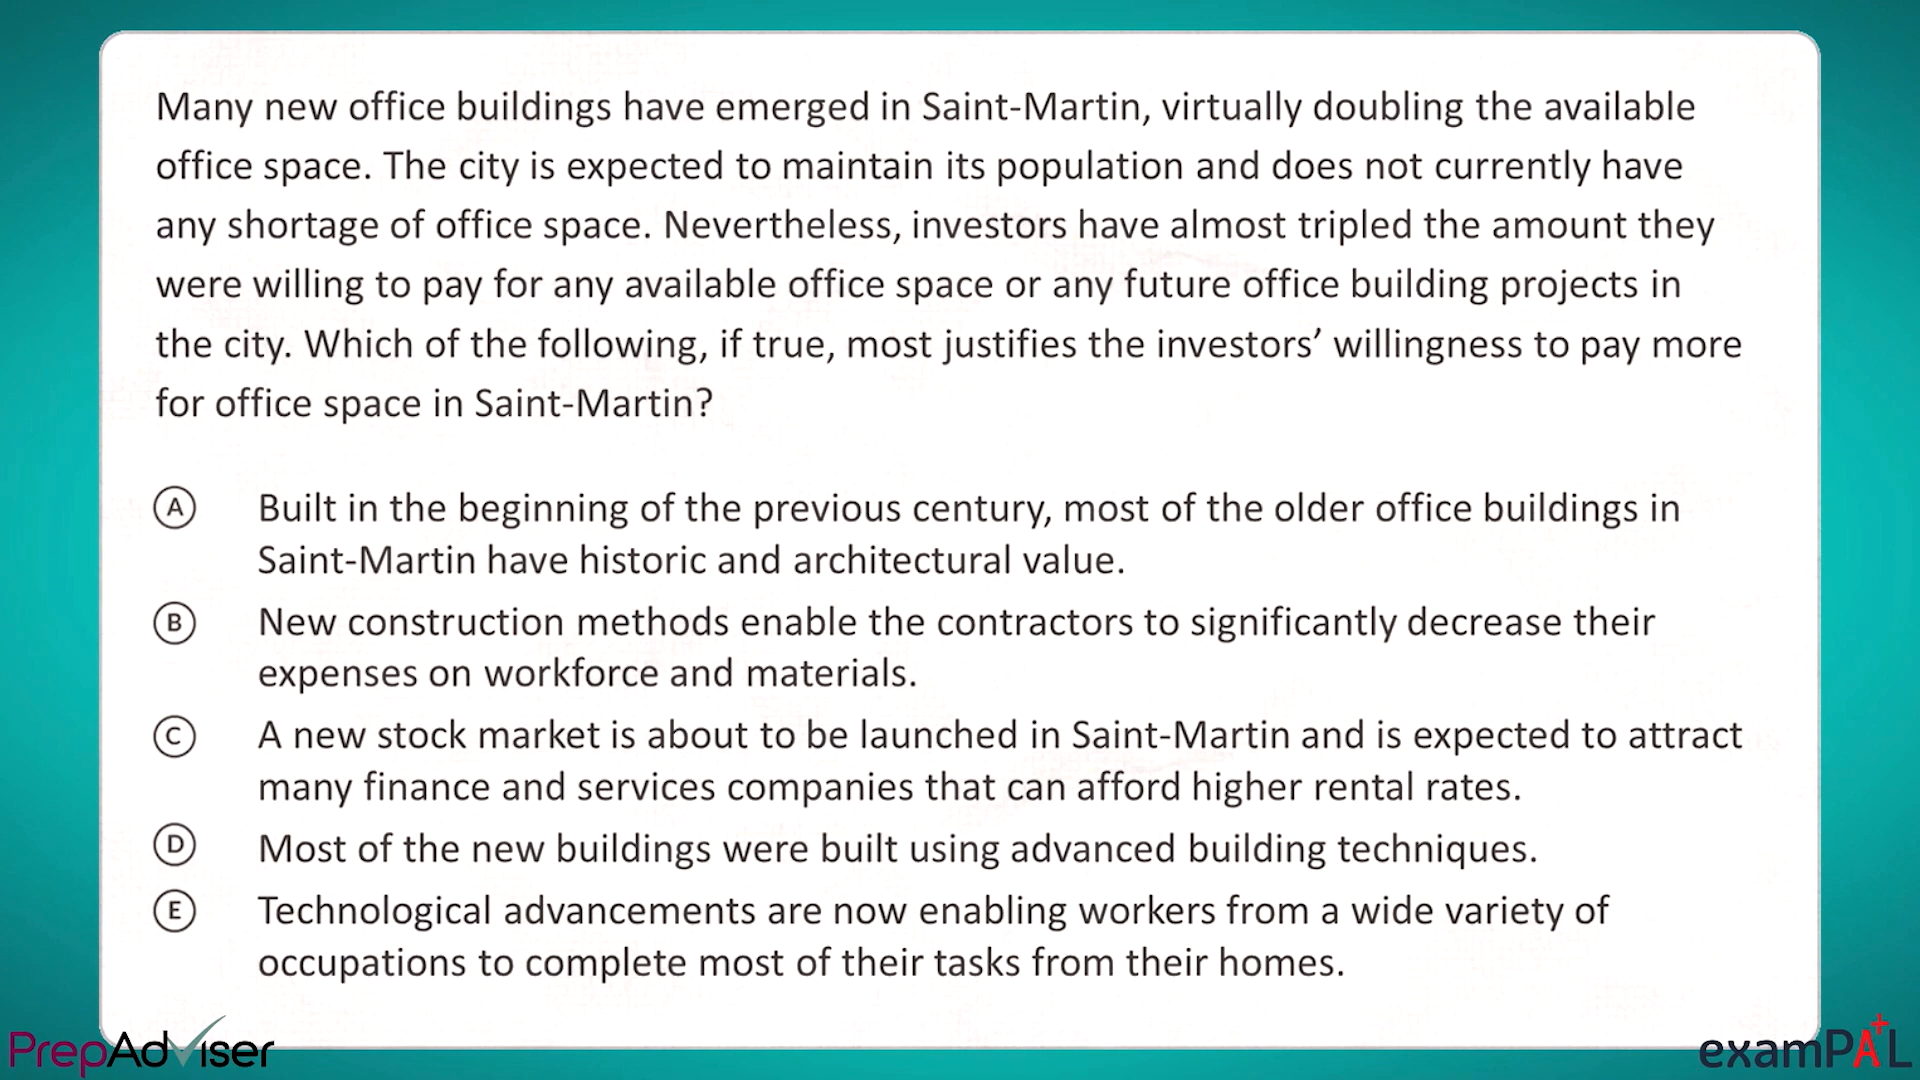 Many new office buildings have emerged in Saint-Martin, virtually doubling the available
office space. The city is expected to maintain its population and does not currently have
any shortage of office space. Nevertheless, investors have almost tripled the amount they
were willing to pay for any available office space or any future office building projects in
the city. Which of the following, if true, most justifies the investors’ willingness to pay more
for office space in Saint-Martin?
A Built in the beginning of the previous century, most of the older office buildings in
Saint-Martin have historic and architectural value.
B New construction methods enable the contractors to significantly decrease their
expenses on workforce and materials.
C A new stock market is about to be launched in Saint-Martin and is expected to attract
many finance and services companies that can afford higher rental rates.
D Most of the new buildings were built using advanced building techniques.
E Technological advancements are now enabling workers from a wide variety of
occupations to complete most of their tasks from their homes.
PrepAdviser
examPAL